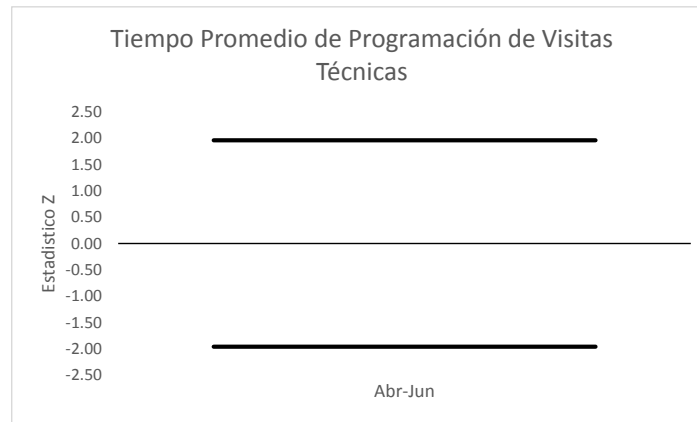 Tiempo Promedio de Programación de Visitas
Técnicas
Estadistico Z
2.50
2.00
1.50
1.00
0.50
0.00
-0.50
-1.00
-1.50
-2.00
-2.50
Abr-Jun